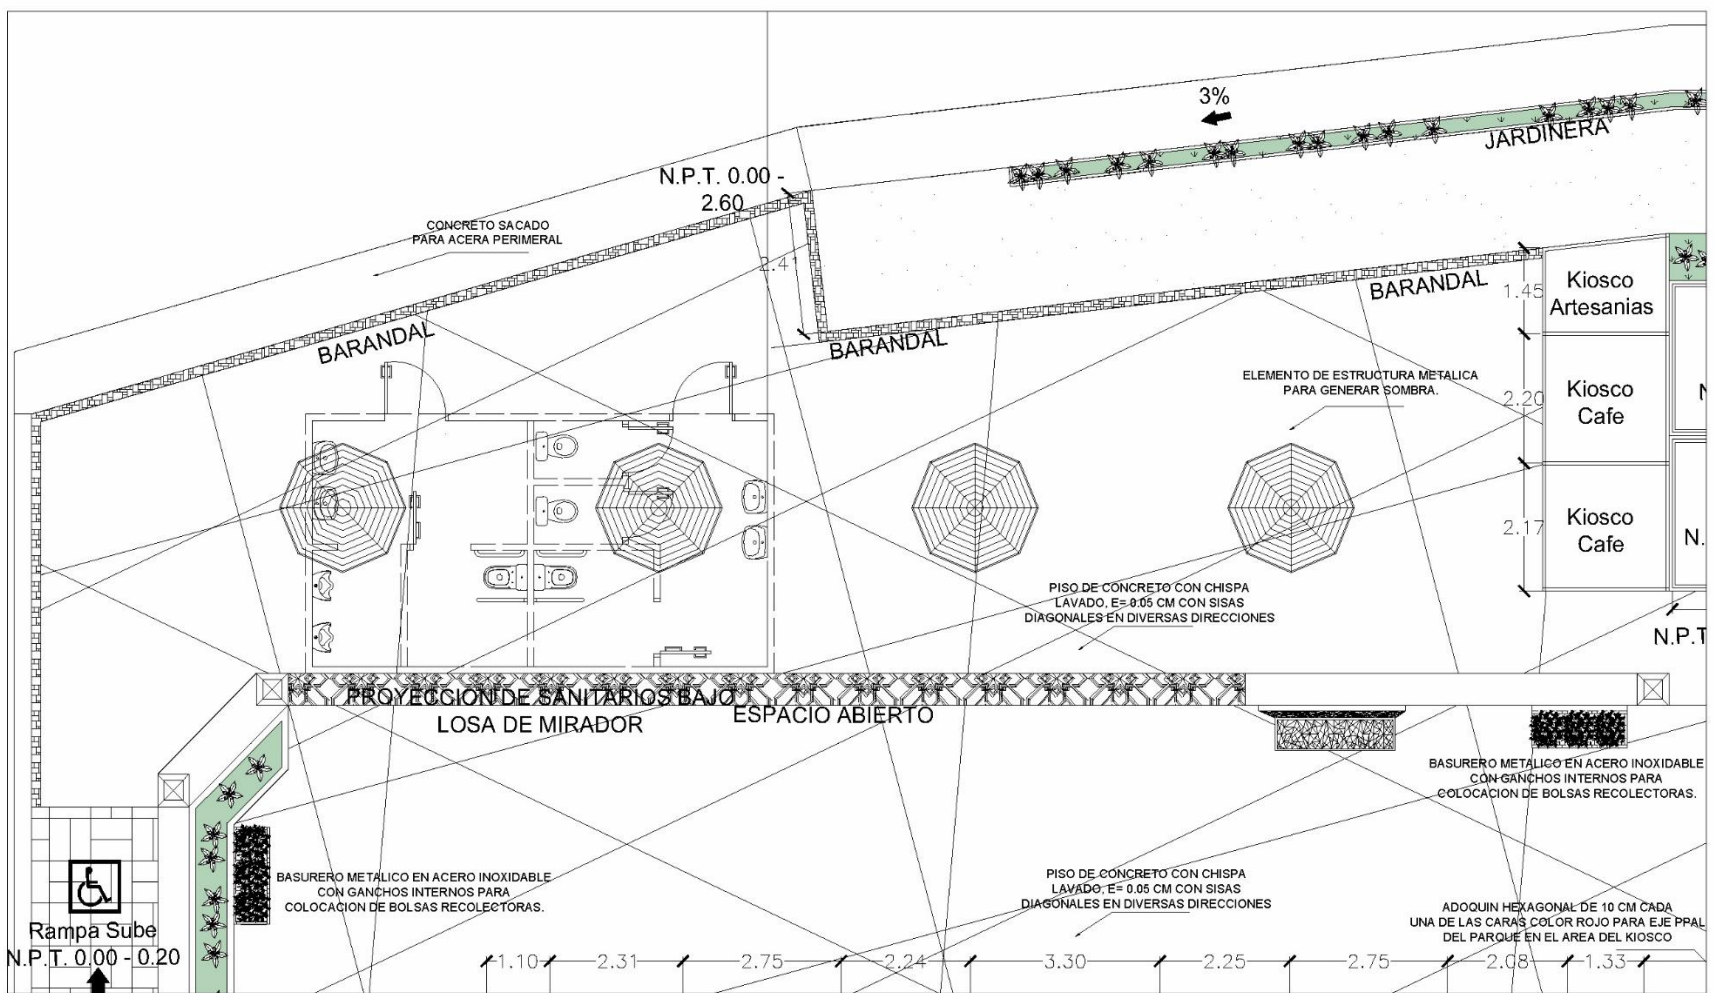 3%
JARDINERA
N.P.T. 0.00 -
2.60
CONCRETO SACADO
PARA ACERA PERIMERAL
2.41
BARANDAL
BARANDAL
BARANDAL
1.45
Kiosco
Artesanias
ELEMENTO DE ESTRUCTURA METALICA
PARA GENERAR SOMBRA.
2.20
Kiosco
Cafe
2.17
Kiosco
Cafe
N.
PISO DE CONCRETO CON CHISPA
LAVADO, E= 0.05 CM CON SISAS
DIAGONALES EN DIVERSAS DIRECCIONES
N.P.T
PROYECCION DE SANITARIOS BAJO
LOSA DE MIRADOR
ESPACIO ABIERTO
BASURERO METALICO EN ACERO INOXIDABLE
CON GANCHOS INTERNOS PARA
COLOCACION DE BOLSAS RECOLECTORAS.
BASURERO METALICO EN ACERO INOXIDABLE
CON GANCHOS INTERNOS PARA
COLOCACION DE BOLSAS RECOLECTORAS.
PISO DE CONCRETO CON CHISPA
LAVADO, E= 0.05 CM CON SISAS
DIAGONALES EN DIVERSAS DIRECCIONES
ADOQUIN HEXAGONAL DE 10 CM CADA
UNA DE LAS CARAS COLOR ROJO PARA EJE PPAL
DEL PARQUE EN EL AREA DEL KIOSCO
Rampa Sube
N.P.T. 0.00 - 0.20
1.10 2.31 2.75 2.24 3.30 2.25 2.75 2.08 1.33